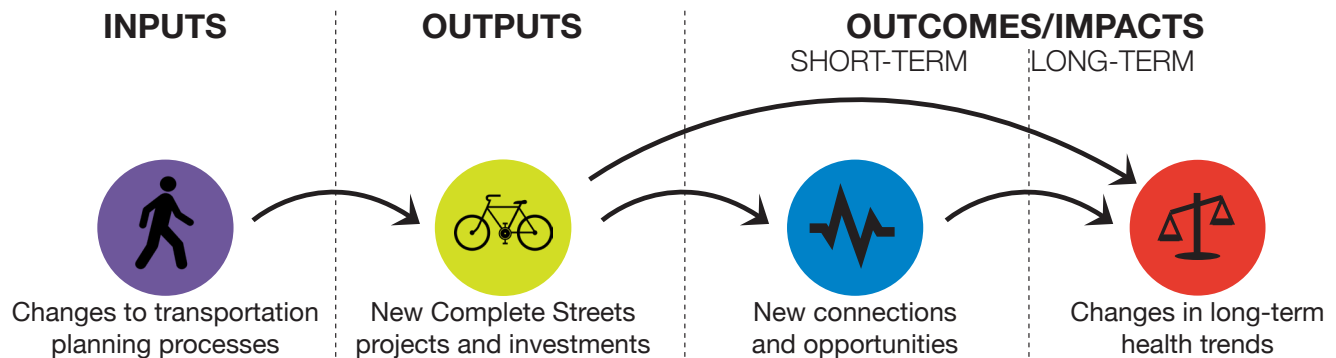 INPUTS
OUTPUTS
OUTCOMES/IMPACTS
SHORT-TERM
LONG-TERM
Changes to transportation
planning processes
New Complete Streets
projects and investments
New connections
and opportunities
Changes in long-term
health trends